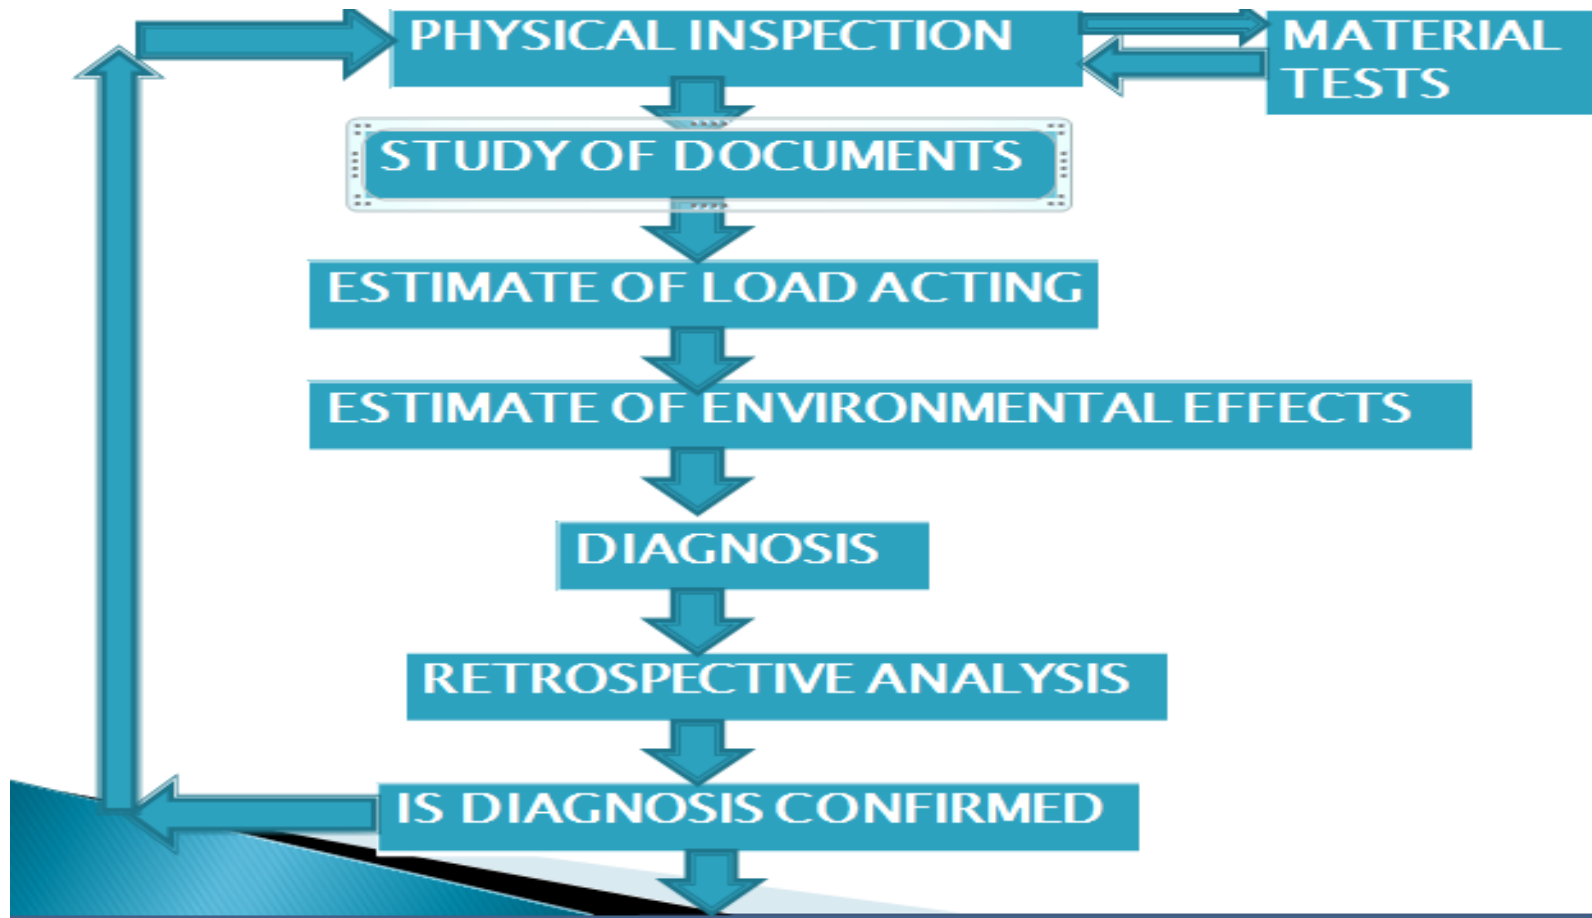 PHYSICAL INSPECTION
MATERIAL
TESTS
STUDY OF DOCUMENTS
ESTIMATE OF LOAD ACTING
ESTIMATE OF ENVIRONMENTAL EFFECTS
DIAGNOSIS
RETROSPECTIVE ANALYSIS
IS DIAGNOSIS CONFIRMED